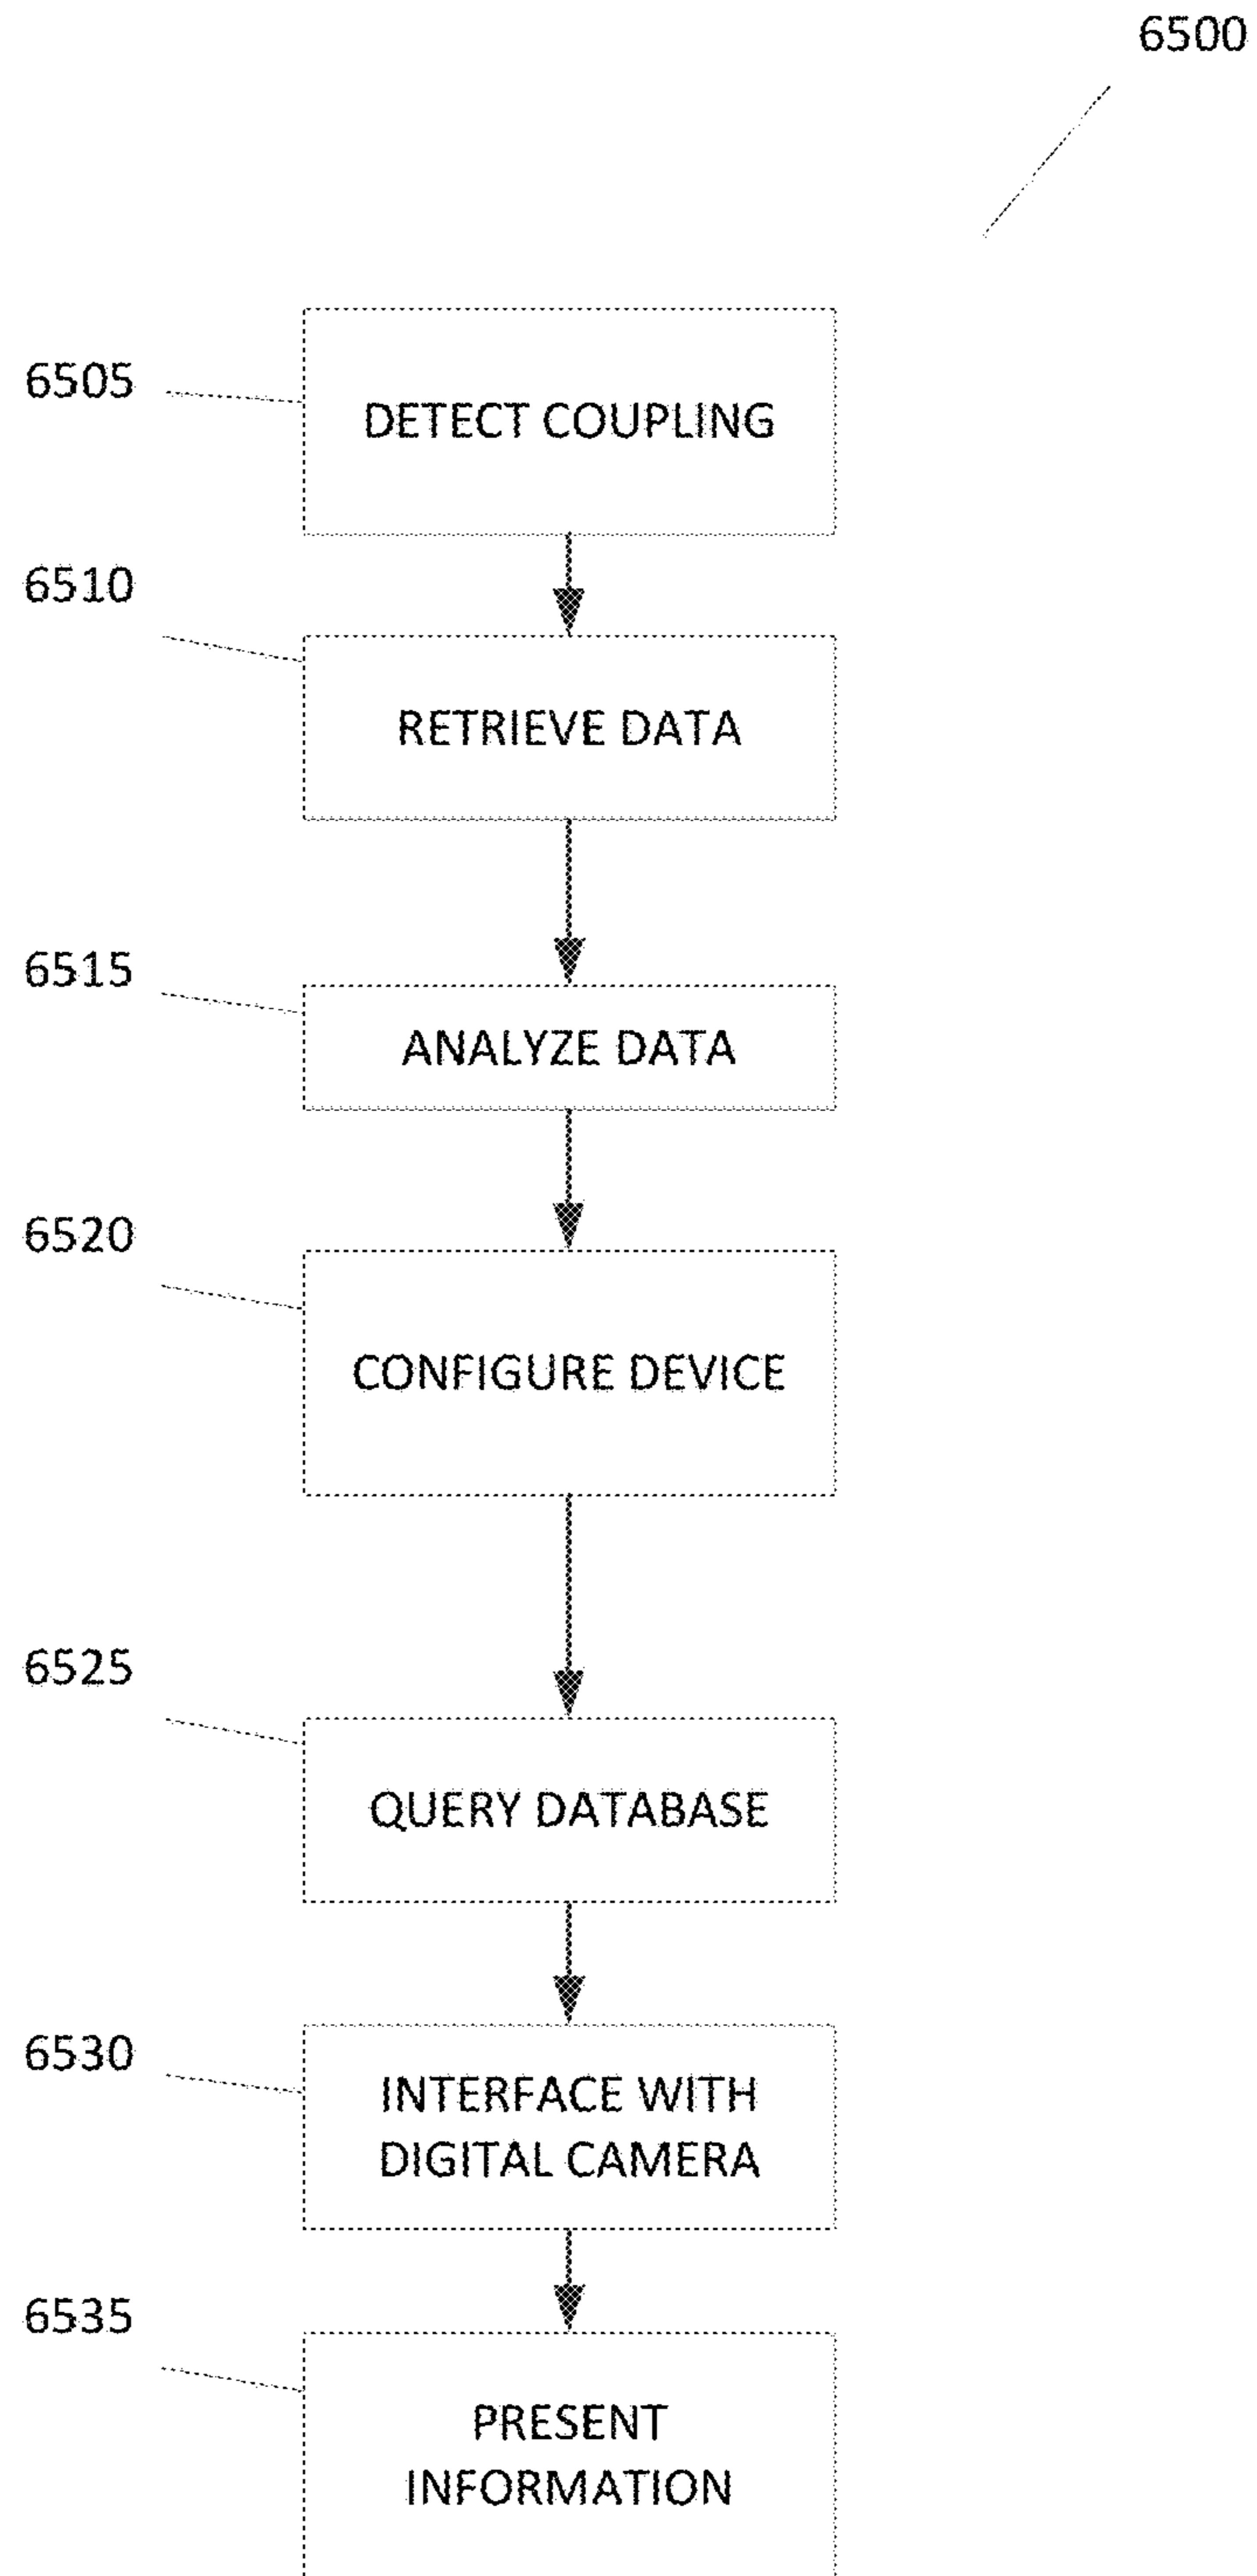 6500
6505
DETECT COUPLING
6510
RETRIEVE DATA
6515
ANALYZE DATA
6520
CONFIGURE DEVICE
6525
QUERY DATABASE
6530
INTERFACE WITH
DIGITAL CAMERA
6535
PRESENT
INFORMATION